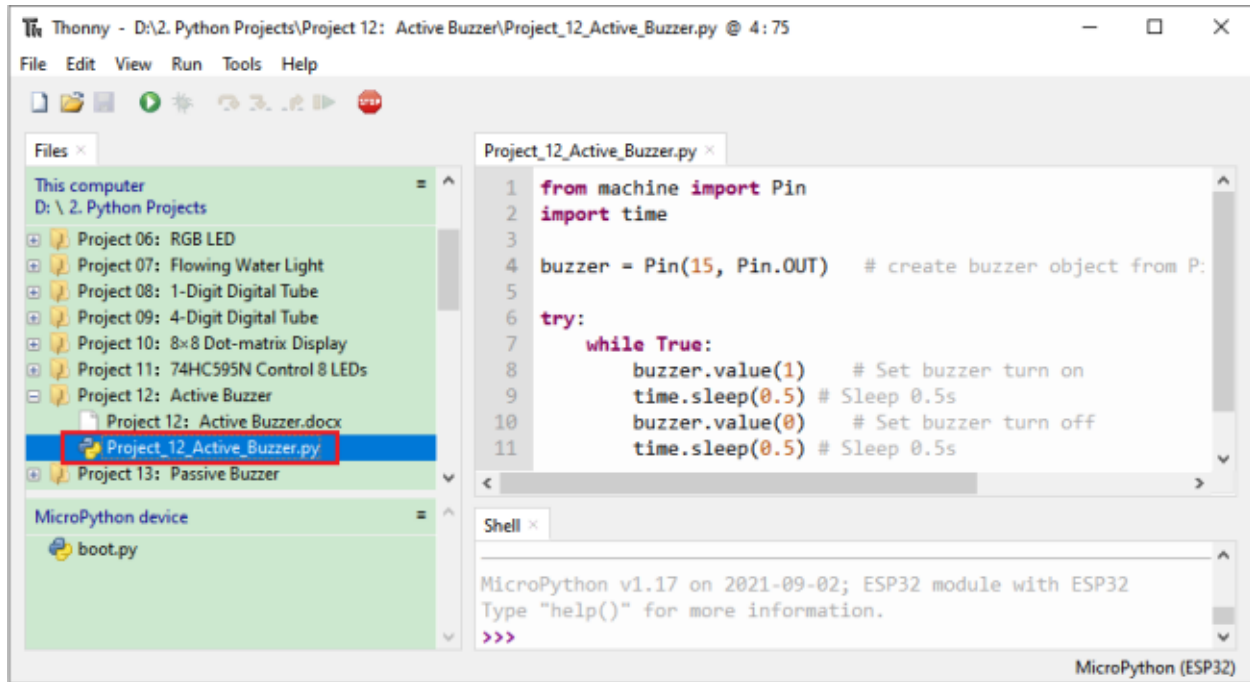 Thonny - D:\2. Python Projects\Project 12: Active Buzzer\Project_12_Active_Buzzer.py @ 4:75
File Edit View Run Tools Help
STOP
Files
This computer
D: \ 2. Python Projects
Project 06: RGB LED
Project 07: Flowing Water Light
Project 08: 1-Digit Digital Tube
Project 09: 4-Digit Digital Tube
Project 10: 8×8 Dot-matrix Display
Project 11: 74HC595N Control 8 LEDs
Project 12: Active Buzzer
Project 12: Active Buzzer.docx
Project_12_Active_Buzzer.py
Project 13: Passive Buzzer
MicroPython device
boot.py
Project_12_Active_Buzzer.py
1 from machine import Pin
2 import time
3
4 buzzer = Pin(15, Pin.OUT)   # create buzzer object from P
5
6 try:
7     while True:
8         buzzer.value(1)    # Set buzzer turn on
9         time.sleep(0.5) # Sleep 0.5s
10         buzzer.value(0)    # Set buzzer turn off
11         time.sleep(0.5) # Sleep 0.5s
Shell
MicroPython v1.17 on 2021-09-02; ESP32 module with ESP32
Type "help()" for more information.
>>>
MicroPython (ESP32)